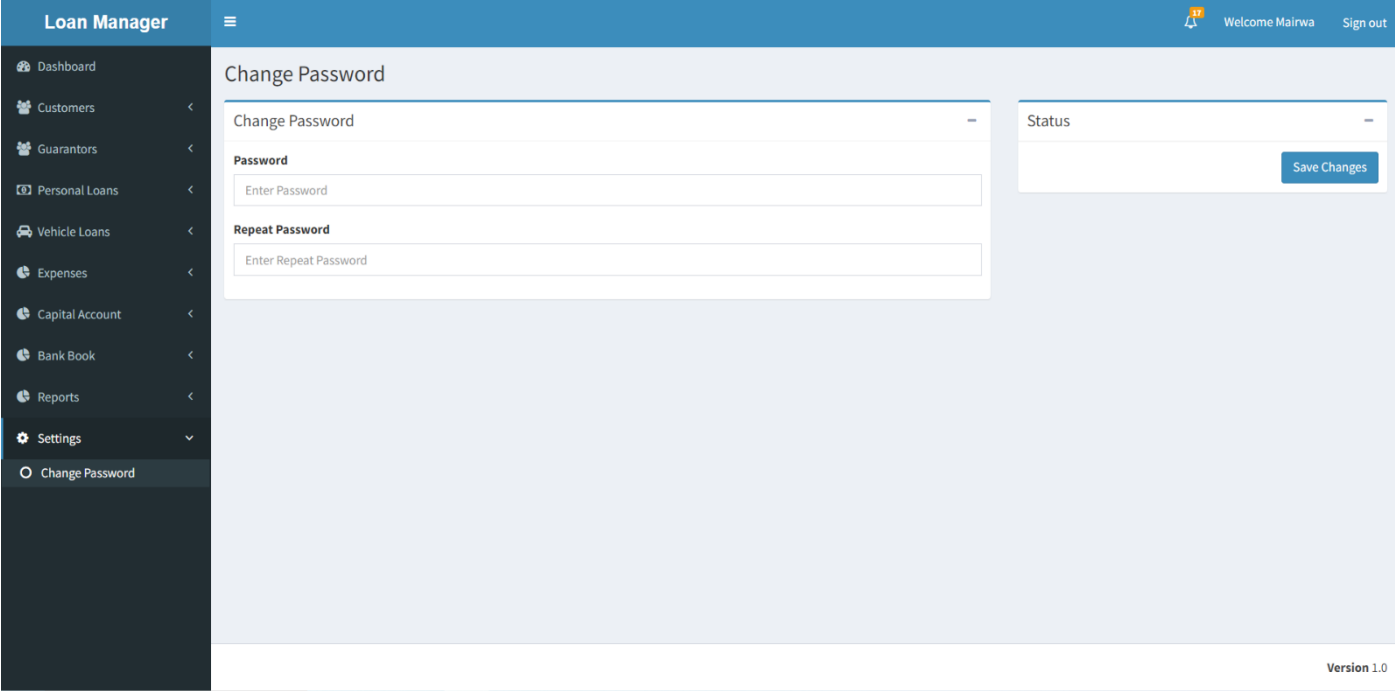 Loan Manager
17
Welcome Mairwa
Sign out
Dashboard
Customers
Guarantors
Personal Loans
Vehicle Loans
Expenses
Capital Account
Bank Book
Reports
Settings
Change Password
Change Password
Change Password
Password
Enter Password
Repeat Password
Enter Repeat Password
Status
Save Changes
Version 1.0